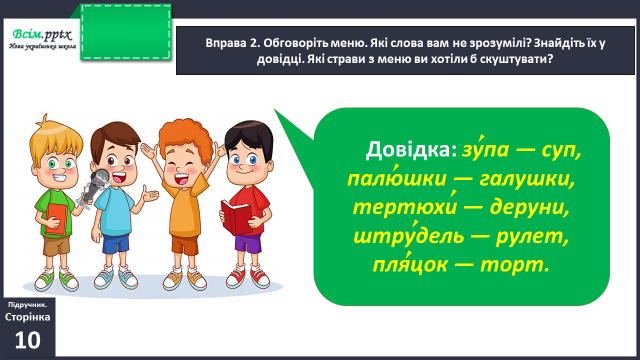 Всім.pptx
Нова українська школа
Вправа 2. Обговоріть меню. Які слова вам не зрозумілі? Знайдіть їх у
довідці. Які страви з меню ви хотіли б скуштувати?
Довідка: зу́па — суп,
палю́шки — галушки,
тертюхи́ — деруни,
штру́дель — рулет,
пля́цок — торт.
Підручник.
Сторінка
10